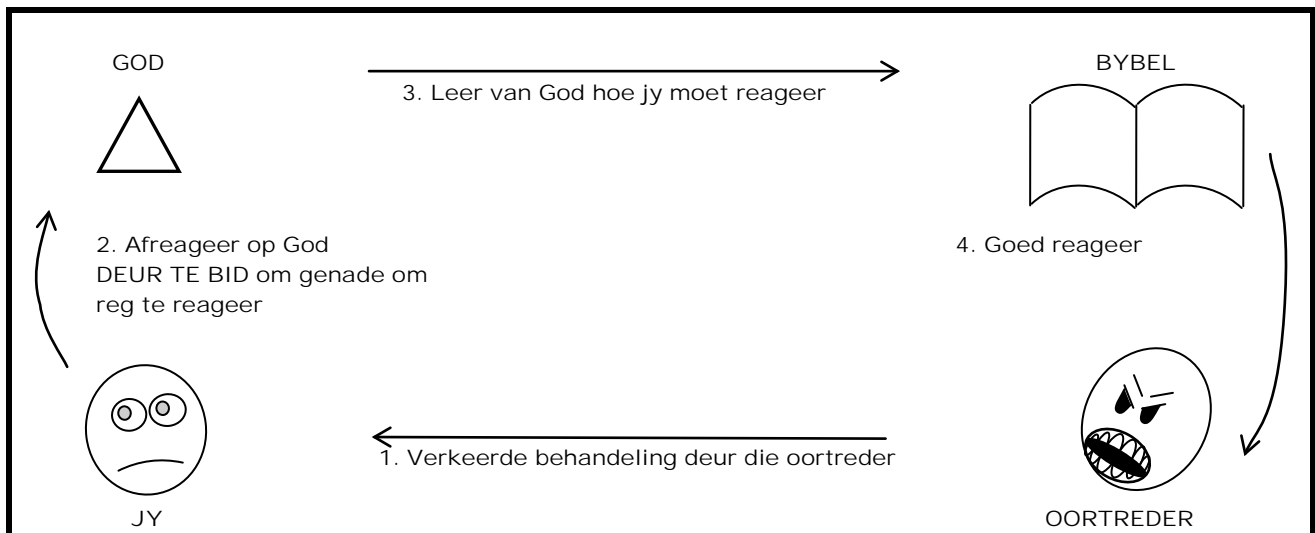 GOD
BYBEL
3. Leer van God hoe jy moet reageer
2. Afreageer op God
DEUR TE BID om genade om
reg te reageer
4. Goed reageer
1. Verkeerde behandeling deur die oortreder
JY
OORTREDER